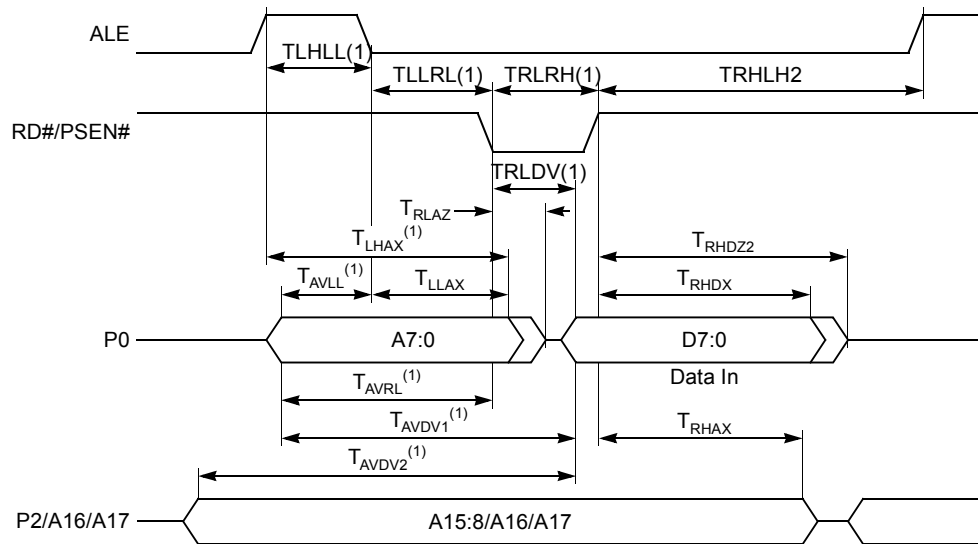 ALE
TLHLL(1)
TLLRL(1)
TRLRH(1)
TRHLH2
RD#/PSEN#
TRLDV(1)
TRLAZ
TLHAX(1)
TRHDZ2
TAVLL(1)
TLLAX
TRHDX
P0
A7:0
D7:0
Data In
TAVRL(1)
TAVDV1(1)
TRHAX
TAVDV2(1)
P2/A16/A17
A15:8/A16/A17